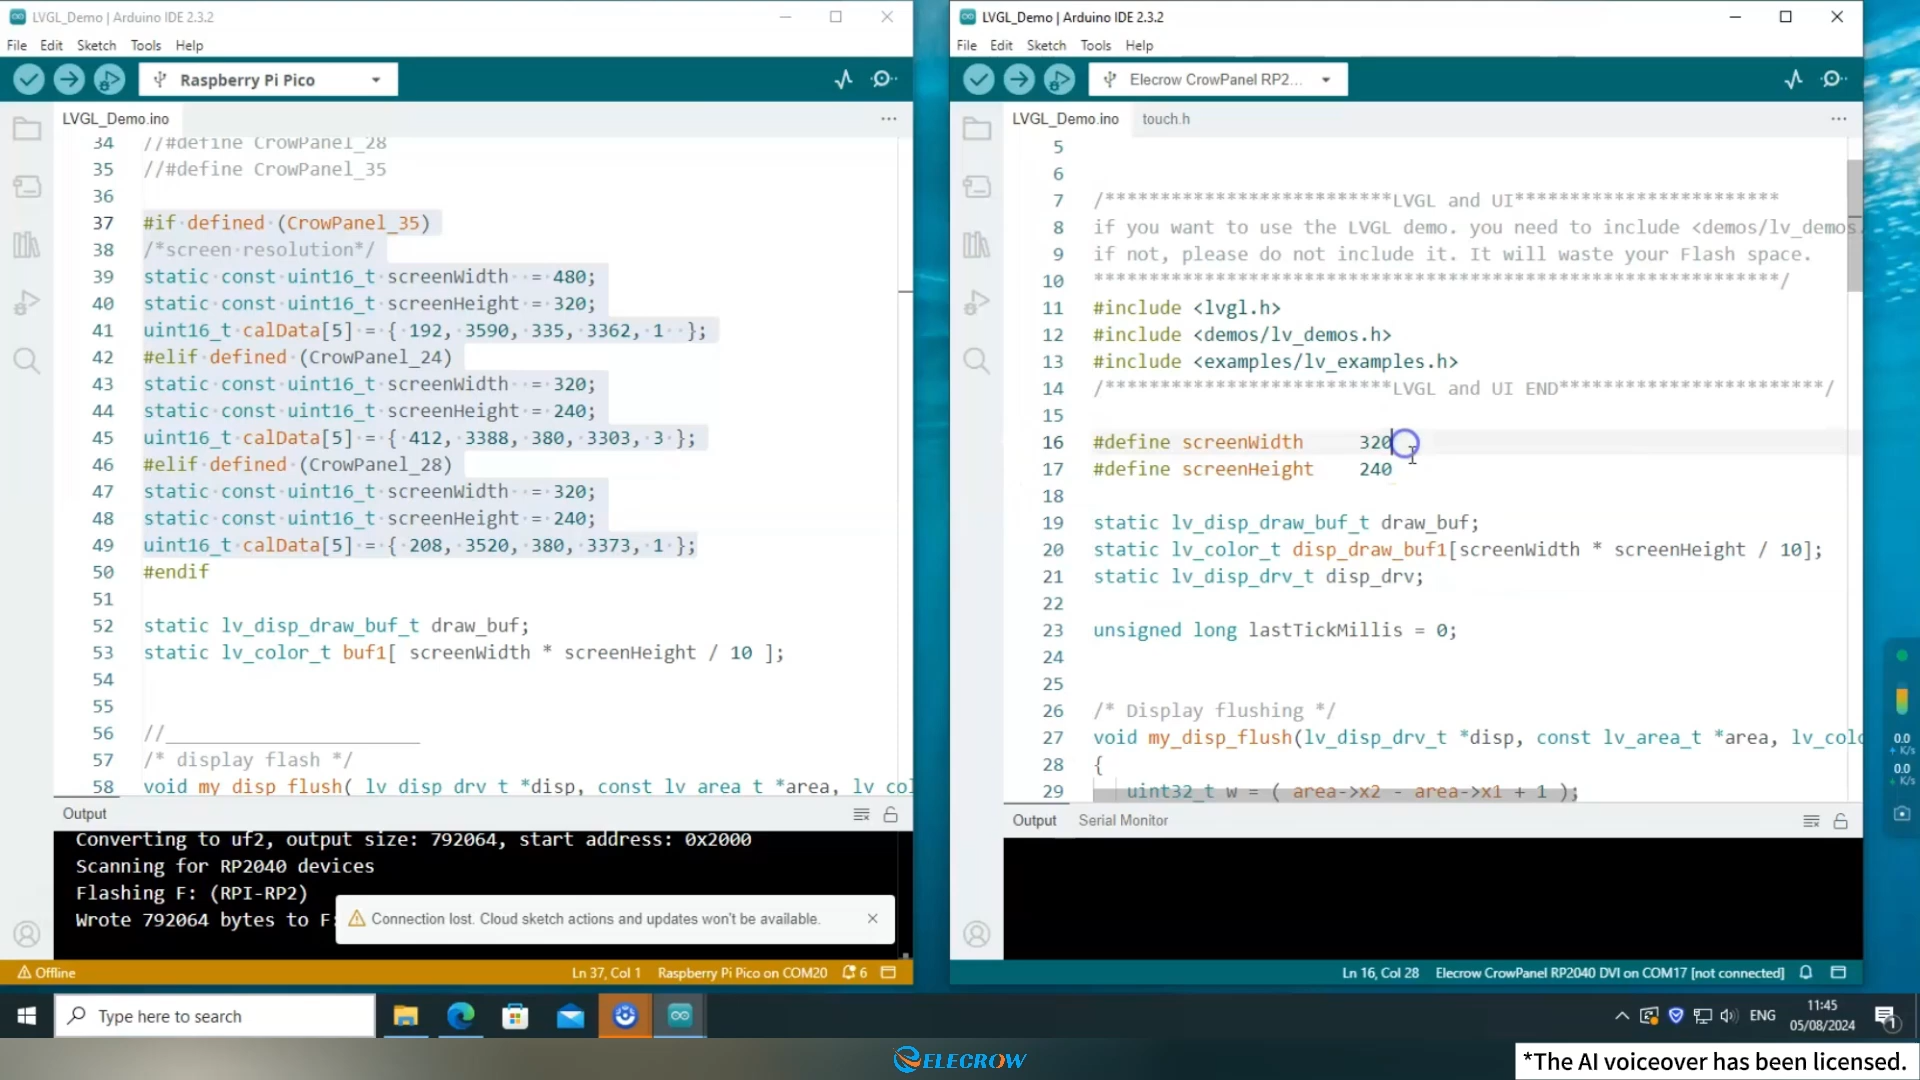 LVGL_Demo | Arduino IDE 2.3.2
File Edit Sketch Tools Help
Raspberry Pi Pico
LVGL_Demo.ino
34 //#define CrowPanel_28
35 //#define CrowPanel_35
36
37 #if defined (CrowPanel_35)
38 /*screen resolution*/
39 static const uint16_t screenWidth = 480;
40 static const uint16_t screenHeight = 320;
41 uint16_t calData[5] = { 192, 3590, 335, 3362, 1 };
42 #elif defined (CrowPanel_24)
43 static const uint16_t screenWidth = 320;
44 static const uint16_t screenHeight = 240;
45 uint16_t calData[5] = { 412, 3388, 380, 3303, 3 };
46 #elif defined (CrowPanel_28)
47 static const uint16_t screenWidth = 320;
48 static const uint16_t screenHeight = 240;
49 uint16_t calData[5] = { 208, 3520, 380, 3373, 1 };
50 #endif
51
52 static lv_disp_draw_buf_t draw_buf;
53 static lv_color_t buf1[ screenWidth * screenHeight / 10 ];
54
55
56 //_______________________
57 /* display flash */
58 void my_disp_flush( lv_disp_drv_t *disp, const lv_area_t *area, lv_col
Output
Converting to uf2, output size: 792064, start address: 0x2000
Scanning for RP2040 devices
Flashing F: (RPI-RP2)
Wrote 792064 bytes to F:
Connection lost. Cloud sketch actions and updates won't be available.
Offline
Ln 37, Col 1 Raspberry Pi Pico on COM20 6
LVGL_Demo | Arduino IDE 2.3.2
File Edit Sketch Tools Help
Elecrow CrowPanel RP2...
LVGL_Demo.ino touch.h
5
6
7 /**************************LVGL and UI************************
8 if you want to use the LVGL demo. you need to include <demos/lv_demos.
9 if not, please do not include it. It will waste your Flash space.
10 **************************************************************/
11 #include <lvgl.h>
12 #include <demos/lv_demos.h>
13 #include <examples/lv_examples.h>
14 /**************************LVGL and UI END************************/
15
16 #define screenWidth 320
17 #define screenHeight 240
18
19 static lv_disp_draw_buf_t draw_buf;
20 static lv_color_t disp_draw_buf1[screenWidth * screenHeight / 10];
21 static lv_disp_drv_t disp_drv;
22
23 unsigned long lastTickMillis = 0;
24
25
26 /* Display flushing */
27 void my_disp_flush(lv_disp_drv_t *disp, const lv_area_t *area, lv_colo
28 {
29 uint32_t w = ( area->x2 - area->x1 + 1 );
Output Serial Monitor
Ln 16, Col 28 Elecrow CrowPanel RP2040 DVI on COM17 [not connected]
0.0
K/s
0.0
K/s
Type here to search
ENG
11:45
05/08/2024
1
ELECROW
*The AI voiceover has been licensed.